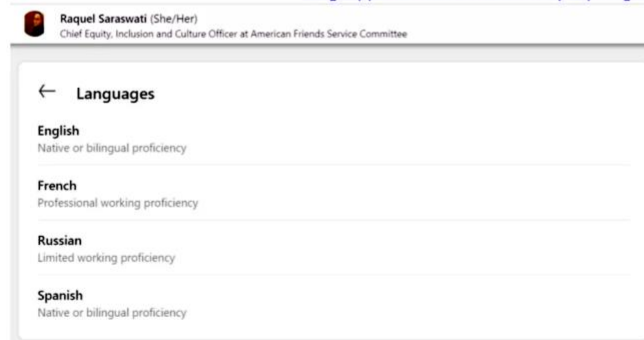 Raquel Saraswati (She/Her)
Chief Equity, Inclusion and Culture Officer at American Friends Service Committee
Languages
English
Native or bilingual proficiency
French
Professional working proficiency
Russian
Limited working proficiency
Spanish
Native or bilingual proficiency